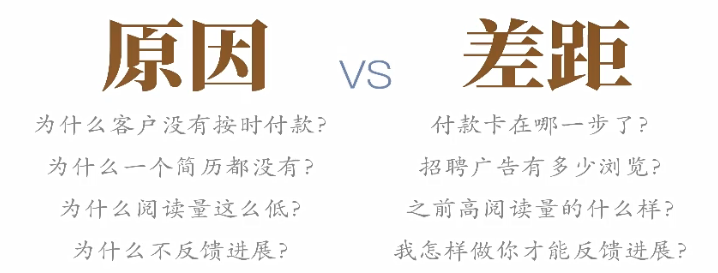 原因 VS 差距
为什么客户没有按时付款? 付款卡在哪一步了?
为什么一个简历都没有? 招聘广告有多少浏览?
为什么阅读量这么低? 之前高阅读量的什么样?
为什么不反馈进展? 我怎样做你才能反馈进展?